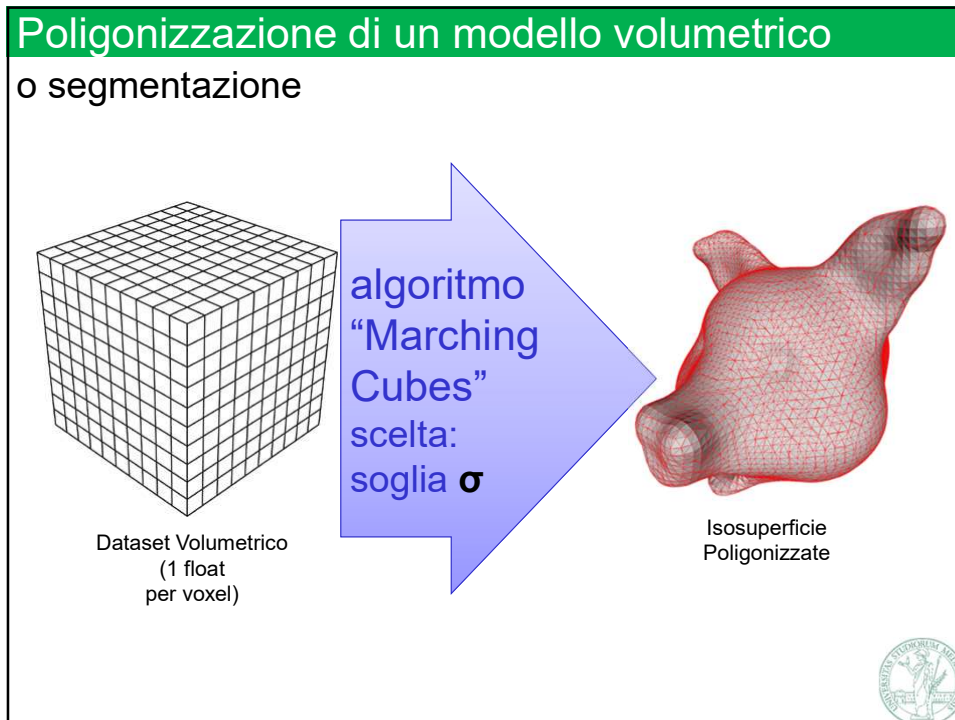 Poligonizzazione di un modello volumetrico
o segmentazione
algoritmo
“Marching
Cubes”
scelta:
soglia σ
Dataset Volumetrico
(1 float
per voxel)
Isosuperficie
Poligonizzate